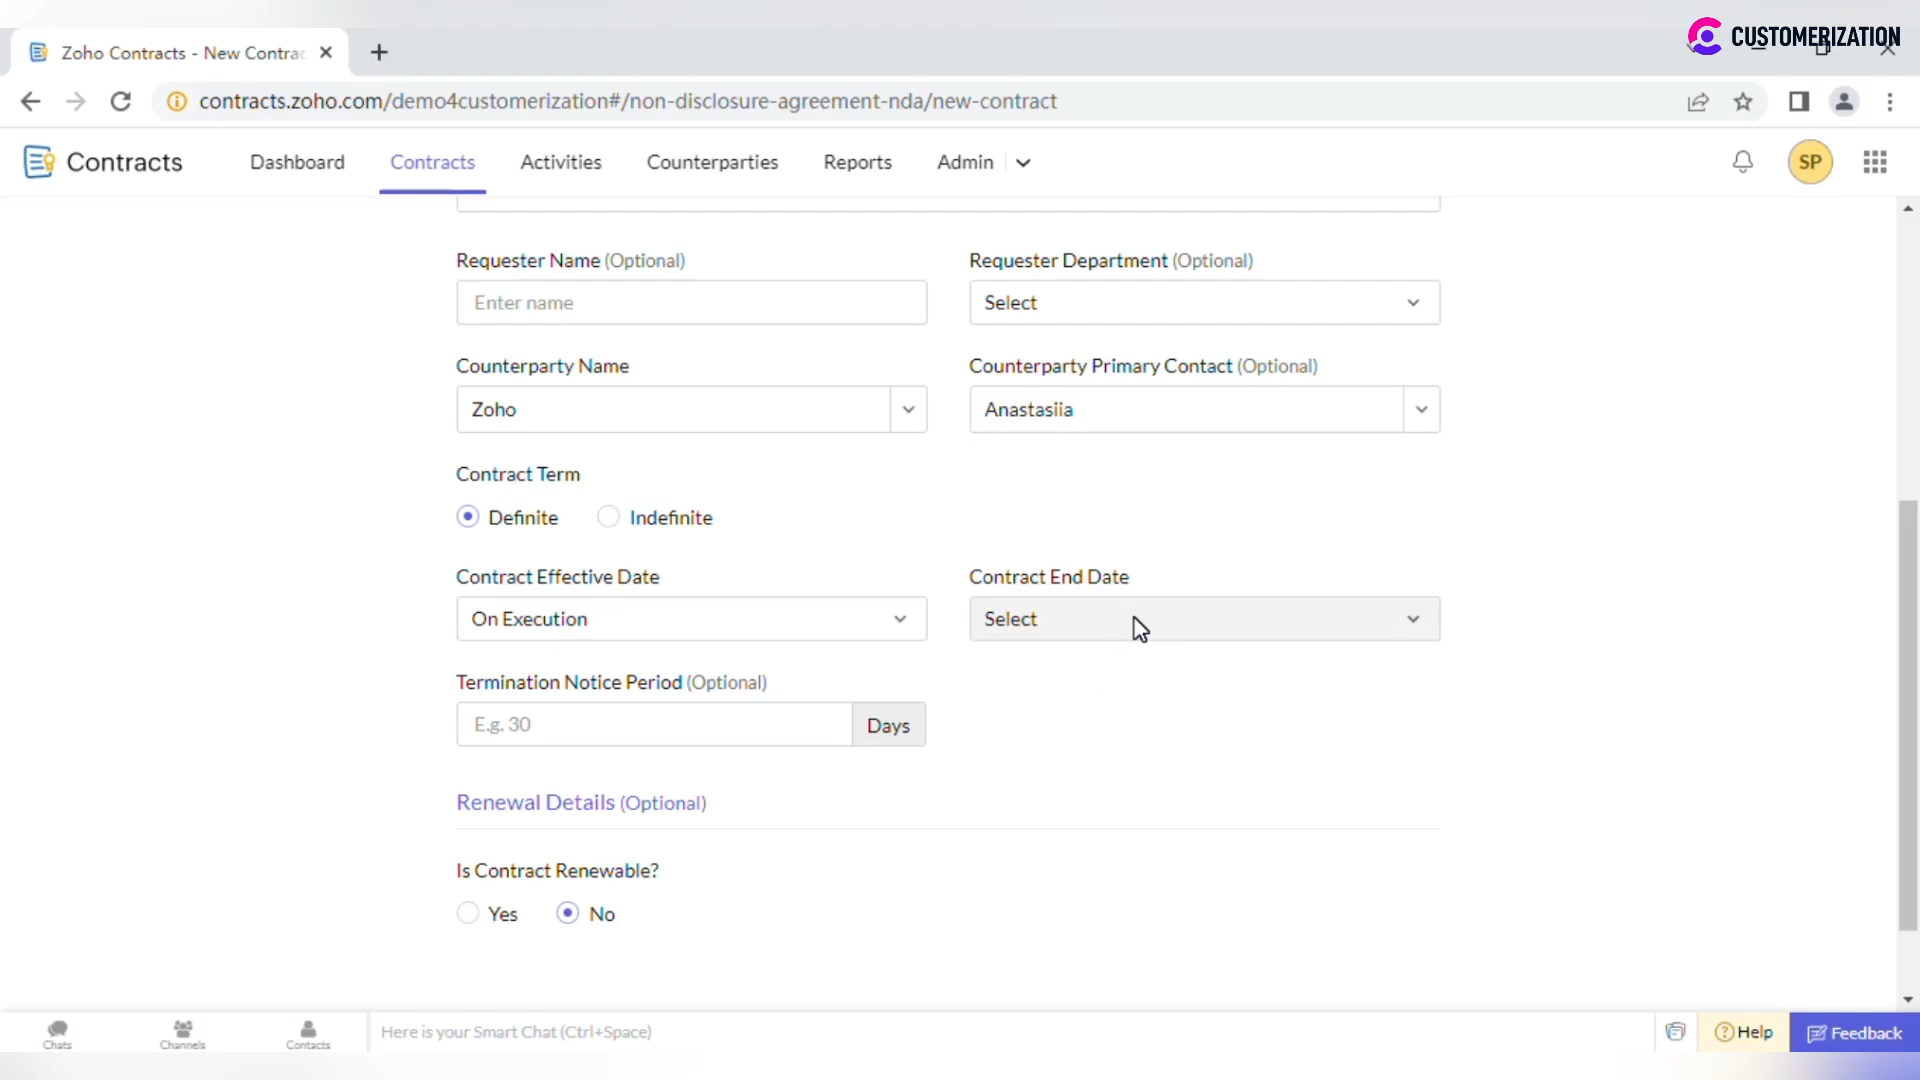 CUSTOMERIZATION
Zoho Contracts - New Contrac
contracts.zoho.com/demo4customerization#/non-disclosure-agreement-nda/new-contract
Contracts
Dashboard Contracts Activities Counterparties Reports Admin
SP
Requester Name (Optional)
Requester Department (Optional)
Enter name
Select
Counterparty Name
Counterparty Primary Contact (Optional)
Zoho
Anastasiia
Contract Term
Definite Indefinite
Contract Effective Date
Contract End Date
On Execution
Select
Termination Notice Period (Optional)
E.g. 30 Days
Renewal Details (Optional)
Is Contract Renewable?
Yes No
Chats Channels Contacts Here is your Smart Chat (Ctrl+Space) Help Feedback